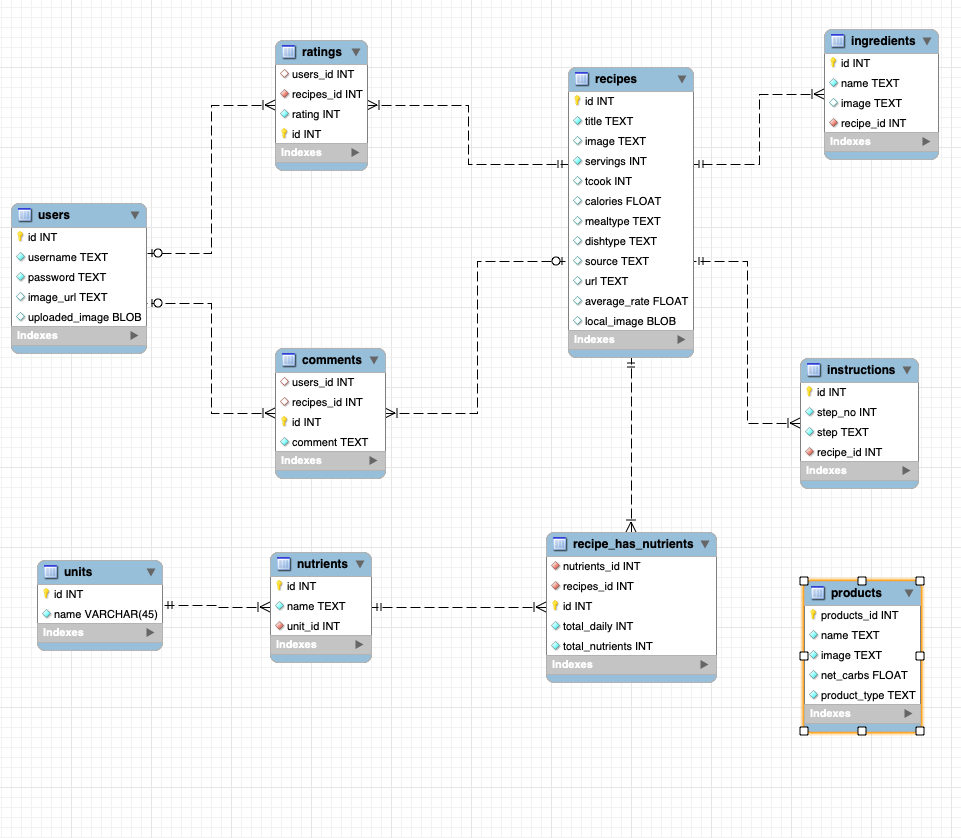 ratings
users_id INT
recipes_id INT
rating INT
id INT
Indexes
recipes
id INT
title TEXT
image TEXT
servings INT
tcook INT
calories FLOAT
mealtype TEXT
dishtype TEXT
source TEXT
url TEXT
average_rate FLOAT
local_image BLOB
Indexes
ingredients
id INT
name TEXT
image TEXT
recipe_id INT
Indexes
users
id INT
username TEXT
password TEXT
image_url TEXT
uploaded_image BLOB
Indexes
comments
users_id INT
recipes_id INT
id INT
comment TEXT
Indexes
instructions
id INT
step_no INT
step TEXT
recipe_id INT
Indexes
units
id INT
name VARCHAR(45)
Indexes
nutrients
id INT
name TEXT
unit_id INT
Indexes
recipe_has_nutrients
nutrients_id INT
recipes_id INT
id INT
total_daily INT
total_nutrients INT
Indexes
products
products_id INT
name TEXT
image TEXT
net_carbs FLOAT
product_type TEXT
Indexes